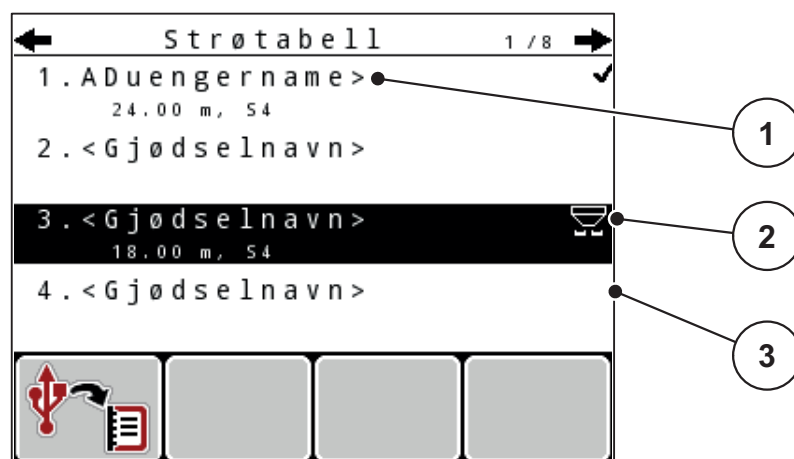 Strøtabell 1/8
1.ADuengername>
24.00 m, S4
2.<Gjødselnavn>
3.<Gjødselnavn>
18.00 m, S4
4.<Gjødselnavn>
1
2
3